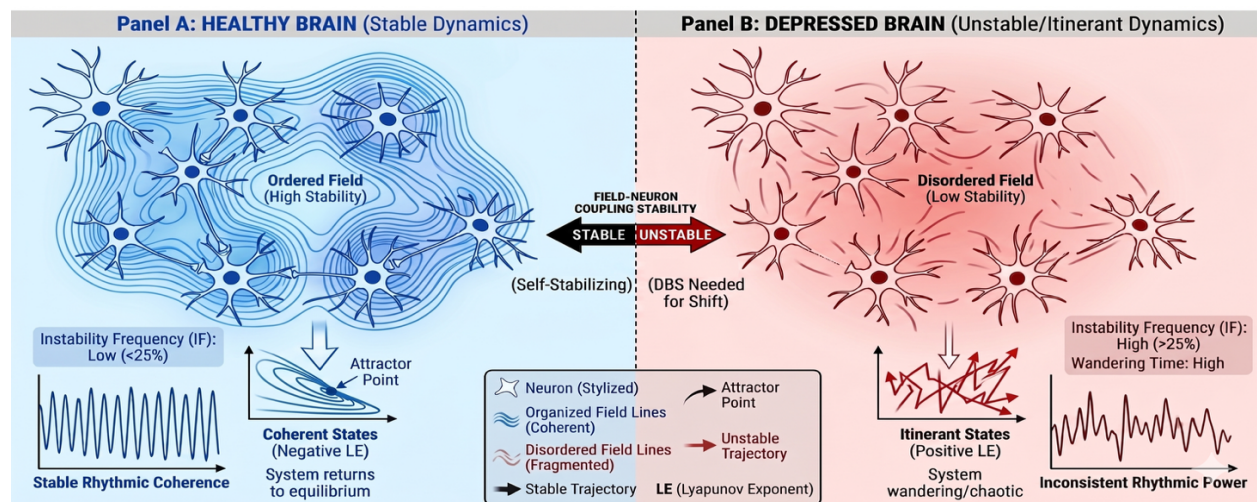 Panel A: HEALTHY BRAIN (Stable Dynamics)
Ordered Field
(High Stability)
Instability Frequency (IF):
Low (<25%)
Stable Rhythmic Coherence
Attractor
Point
Coherent States
(Negative LE)
System returns
to equilibrium
FIELD-NEURON
COUPLING STABILITY
STABLE UNSTABLE
(Self-Stabilizing)
(DBS Needed
for Shift)
Panel B: DEPRESSED BRAIN (Unstable/Itinerant Dynamics)
Disordered Field
(Low Stability)
Itinerant States
(Positive LE)
System
wandering/chaotic
Instability Frequency (IF):
High (>25%)
Wandering Time: High
Inconsistent Rhythmic Power
Neuron (Stylized)
Organized Field Lines
(Coherent)
Disordered Field Lines
(Fragmented)
Stable Trajectory
Attractor
Point
Unstable
Trajectory
LE (Lyapunov Exponent)